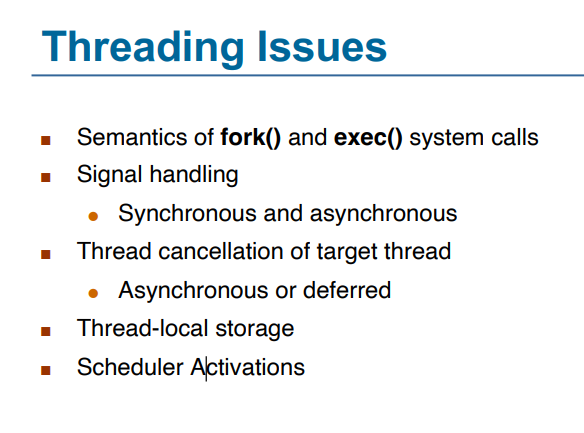 Threading Issues
Semantics of fork() and exec() system calls
Signal handling
Synchronous and asynchronous
Thread cancellation of target thread
Asynchronous or deferred
Thread-local storage
Scheduler Activations